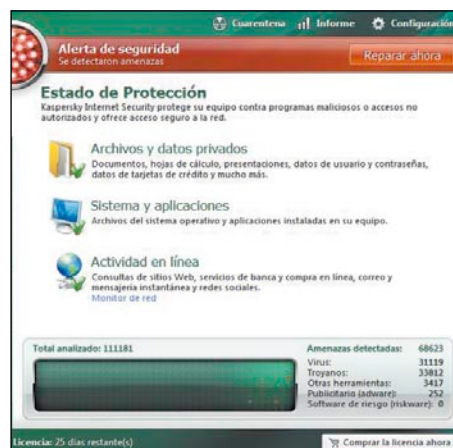 Cuarentena Informe Configuración
Alerta de seguridad
Se detectaron amenazas
Reparar ahora
Estado de Protección
Kaspersky Internet Security protege su equipo contra programas maliciosos o accesos no
autorizados y ofrece acceso seguro a la red.
Archivos y datos privados
Documentos, hojas de cálculo, presentaciones, datos de usuario y contraseñas,
datos de tarjetas de crédito y mucho más.
Sistema y aplicaciones
Archivos del sistema operativo y aplicaciones instaladas en su equipo.
Actividad en línea
Consultas de sitios Web, servicios de banca y compra en línea, correo y
mensajería instantánea y redes sociales.
Monitor de red
Total analizado: 111181
Amenazas detectadas: 68623
Virus: 31119
Troyanos: 33812
Otras herramientas: 3417
Publicitario (adware): 252
Software de riesgo (riskware): 0
Licencia: 25 días restante(s)
Comprar la licencia ahora